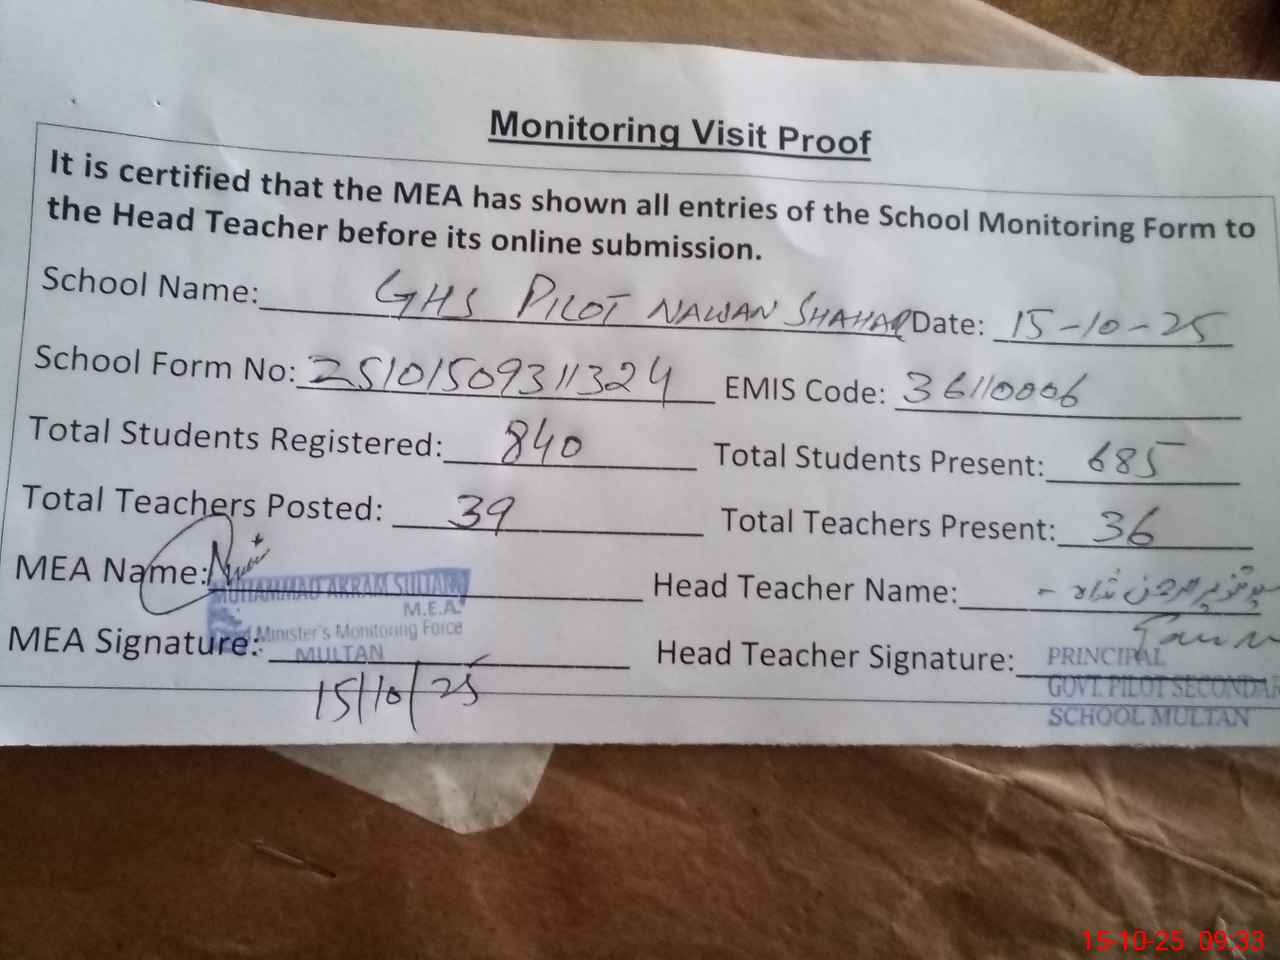 Monitoring Visit Proof
It is certified that the MEA has shown all entries of the School Monitoring Form to
the Head Teacher before its online submission.
School Name: GHS PILOT NAWAN SHAHAR Date: 15-10-25
School Form No: 25101509311324 EMIS Code: 36110006
Total Students Registered: 840 Total Students Present: 685
Total Teachers Posted: 39 Total Teachers Present: 36
MEA Name: Head Teacher Name:
MUHAMMAD AKRAM SULTAN
M.E.A.
Minister's Monitoring Force
MULTAN
MEA Signature: Head Teacher Signature:
15/10/25
PRINCIPAL
GOVT. PILOT SECONDAR
SCHOOL MULTAN
15-10-25 09:33